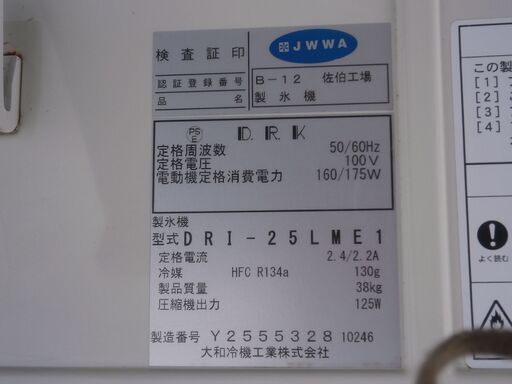 検査証印 JWWA
認証登録番号 B-12 佐伯工場
品名 製氷機
PS E D.R.K
定格周波数 50/60Hz
定格電圧 100V
電動機定格消費電力 160/175W
製氷機
型式 DRI-25LME1
定格電流 2.4/2.2A
冷媒 HFC R134a 130g
製品質量 38kg
圧縮機出力 125W
製造番号 Y2555328 10246
大和冷機工業株式会社
この製
[1]
[2]
[3]
[4]
よく読む